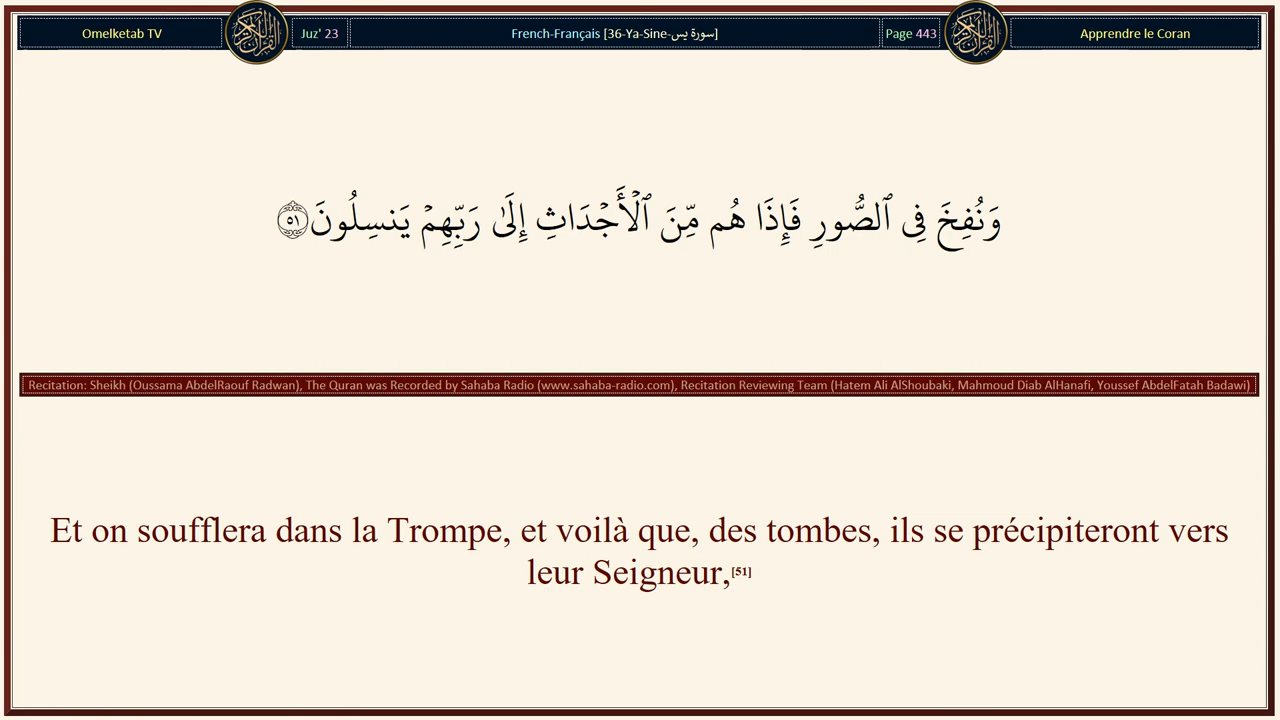 Omelketab TV
Juz' 23
French-Français [36-Ya-Sine-سورة يس]
Page 443
Apprendre le Coran
وَنُفِخَ فِى ٱلصُّورِ فَإِذَا هُم مِّنَ ٱلْأَجْدَاثِ إِلَىٰ رَبِّهِمْ يَنسِلُونَ ٥١
Recitation: Sheikh (Oussama AbdelRaouf Radwan), The Quran was Recorded by Sahaba Radio (www.sahaba-radio.com), Recitation Reviewing Team (Hatem Ali AlShoubaki, Mahmoud Diab AlHanafi, Youssef AbdelFatah Badawi)
Et on soufflera dans la Trompe, et voilà que, des tombes, ils se précipiteront vers
leur Seigneur,[51]